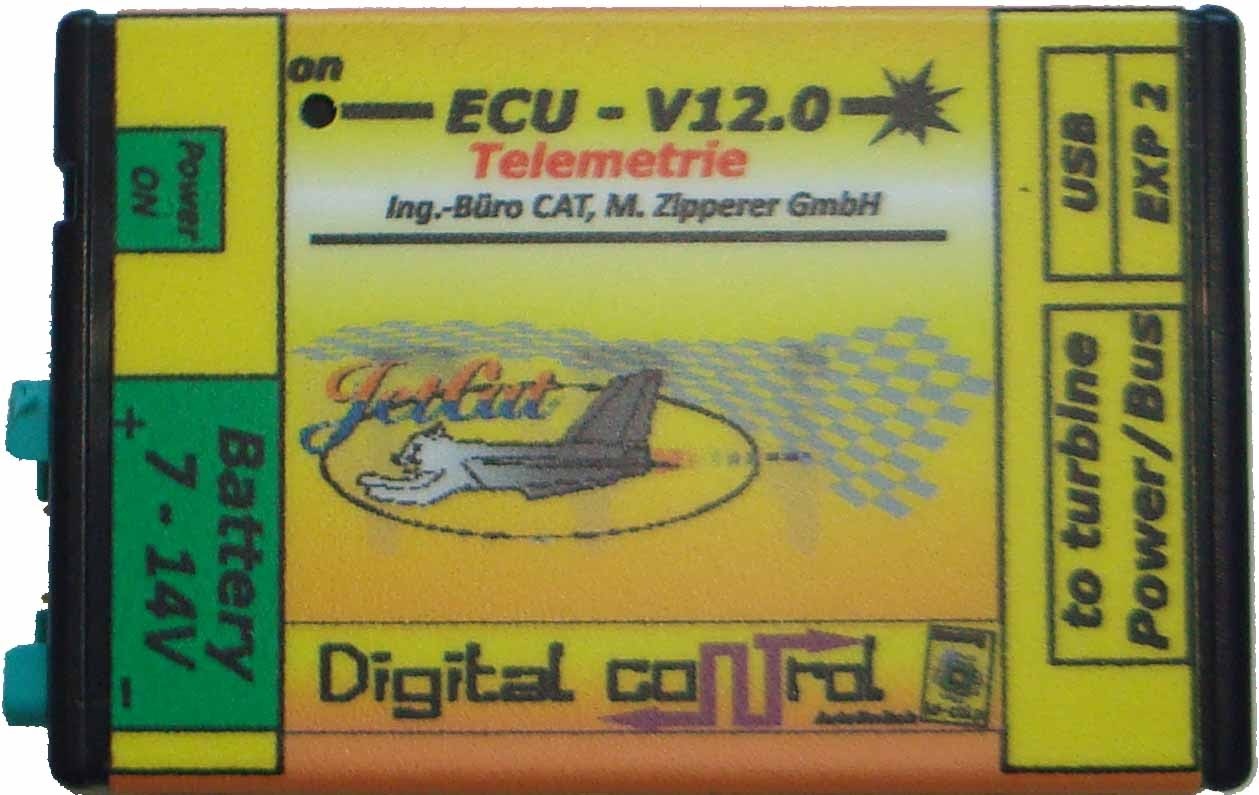 on
ECU - V12.0
Telemetrie
Ing.-Büro CAT, M. Zipperer GmbH
Power
ON
USB
EXP 2
JetCat
Battery
7 - 14V
+
-
to turbine
Power/Bus
Digital coNTrol